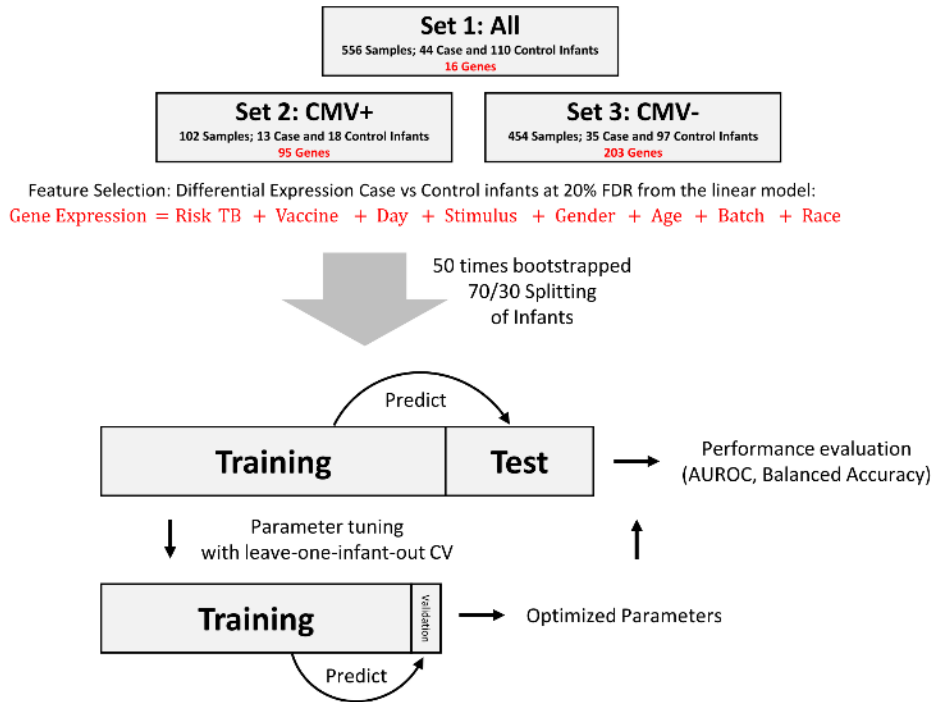 Set 1: All
556 Samples; 44 Case and 110 Control Infants
16 Genes
Set 2: CMV+
102 Samples; 13 Case and 18 Control Infants
95 Genes
Set 3: CMV-
454 Samples; 35 Case and 97 Control Infants
203 Genes
Feature Selection: Differential Expression Case vs Control infants at 20% FDR from the linear model:
Gene Expression = Risk TB + Vaccine + Day + Stimulus + Gender + Age + Batch + Race
50 times bootstrapped
70/30 Splitting
of Infants
Predict
Training
Test
Performance evaluation
(AUROC, Balanced Accuracy)
Parameter tuning
with leave-one-infant-out CV
Training
Validation
Optimized Parameters
Predict